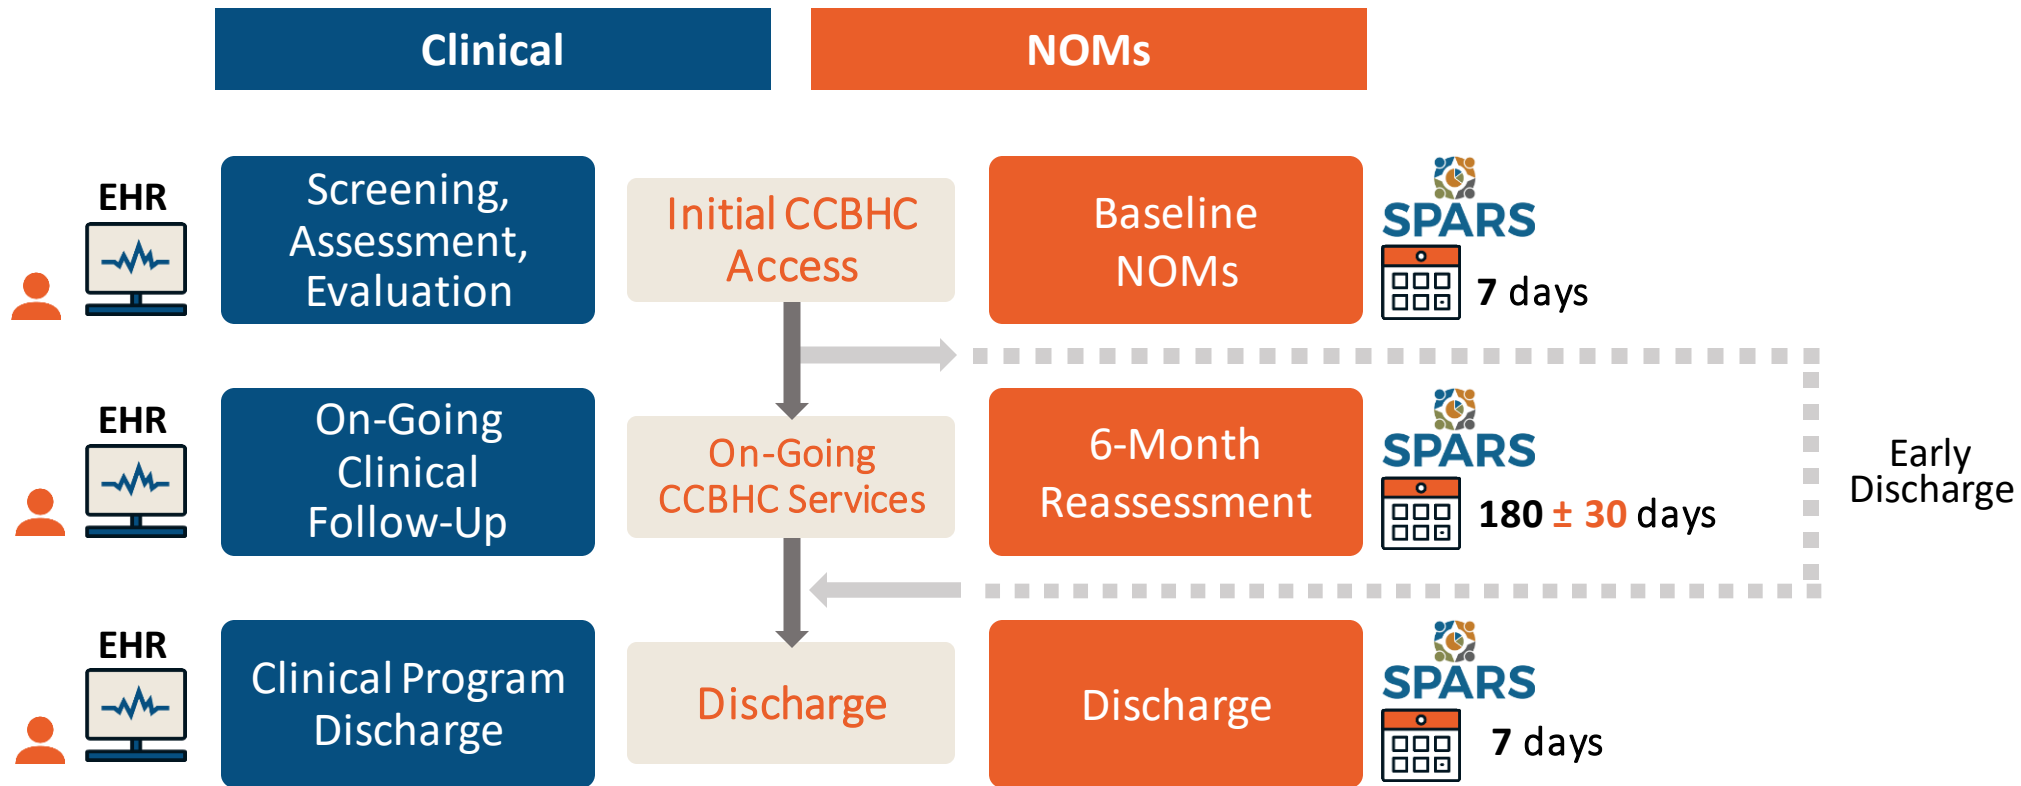 Clinical
NOMs
EHR
Screening,
Assessment,
Evaluation
Initial CCBHC
Access
Baseline
NOMs
SPARS
7 days
EHR
On-Going
Clinical
Follow-Up
On-Going
CCBHC Services
6-Month
Reassessment
SPARS
180 ± 30 days
Early
Discharge
EHR
Clinical Program
Discharge
Discharge
Discharge
SPARS
7 days